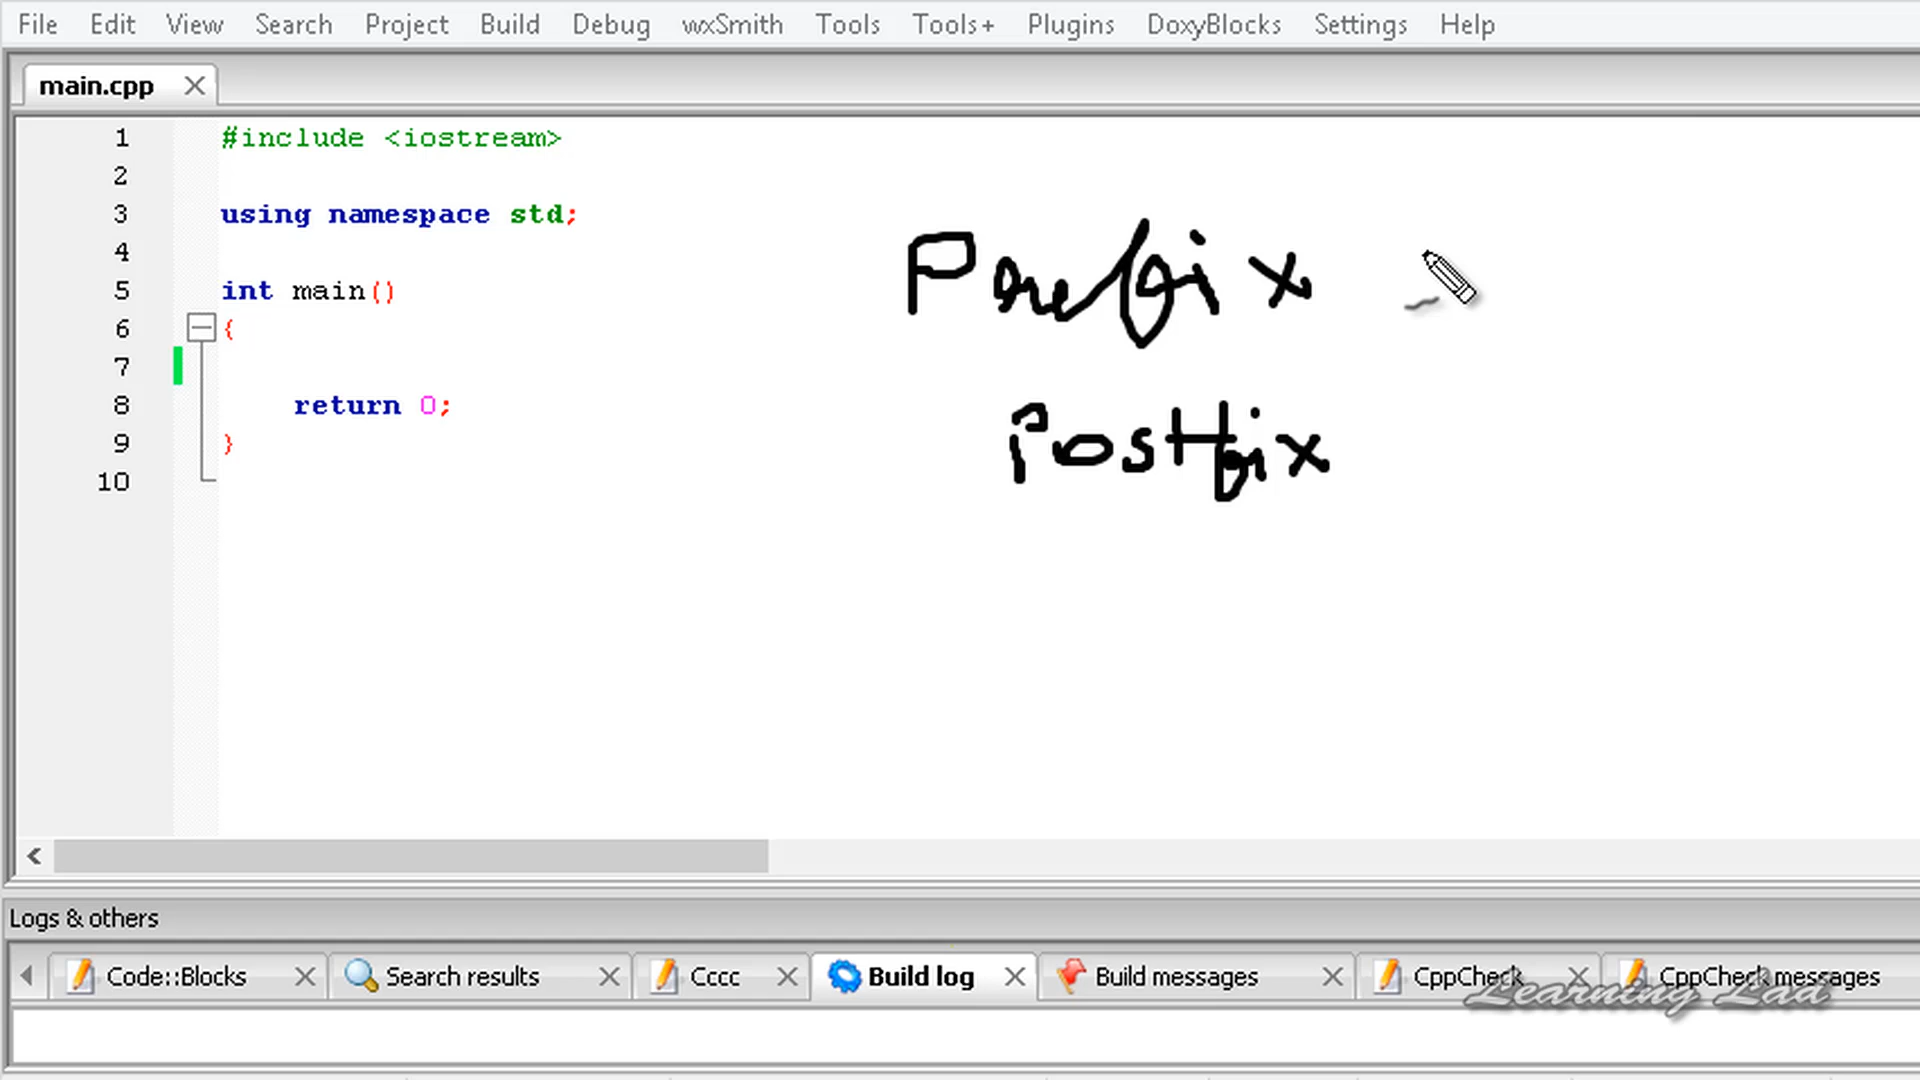 File Edit View Search Project Build Debug wxSmith Tools Tools+ Plugins DoxyBlocks Settings Help
main.cpp
1 #include <iostream>
2
3 using namespace std;
4
5 int main()
6 {
7
8 return 0;
9 }
10
Prefix
Postfix
Logs & others
Code::Blocks Search results Cccc Build log Build messages CppCheck CppCheck messages
Learning Lad